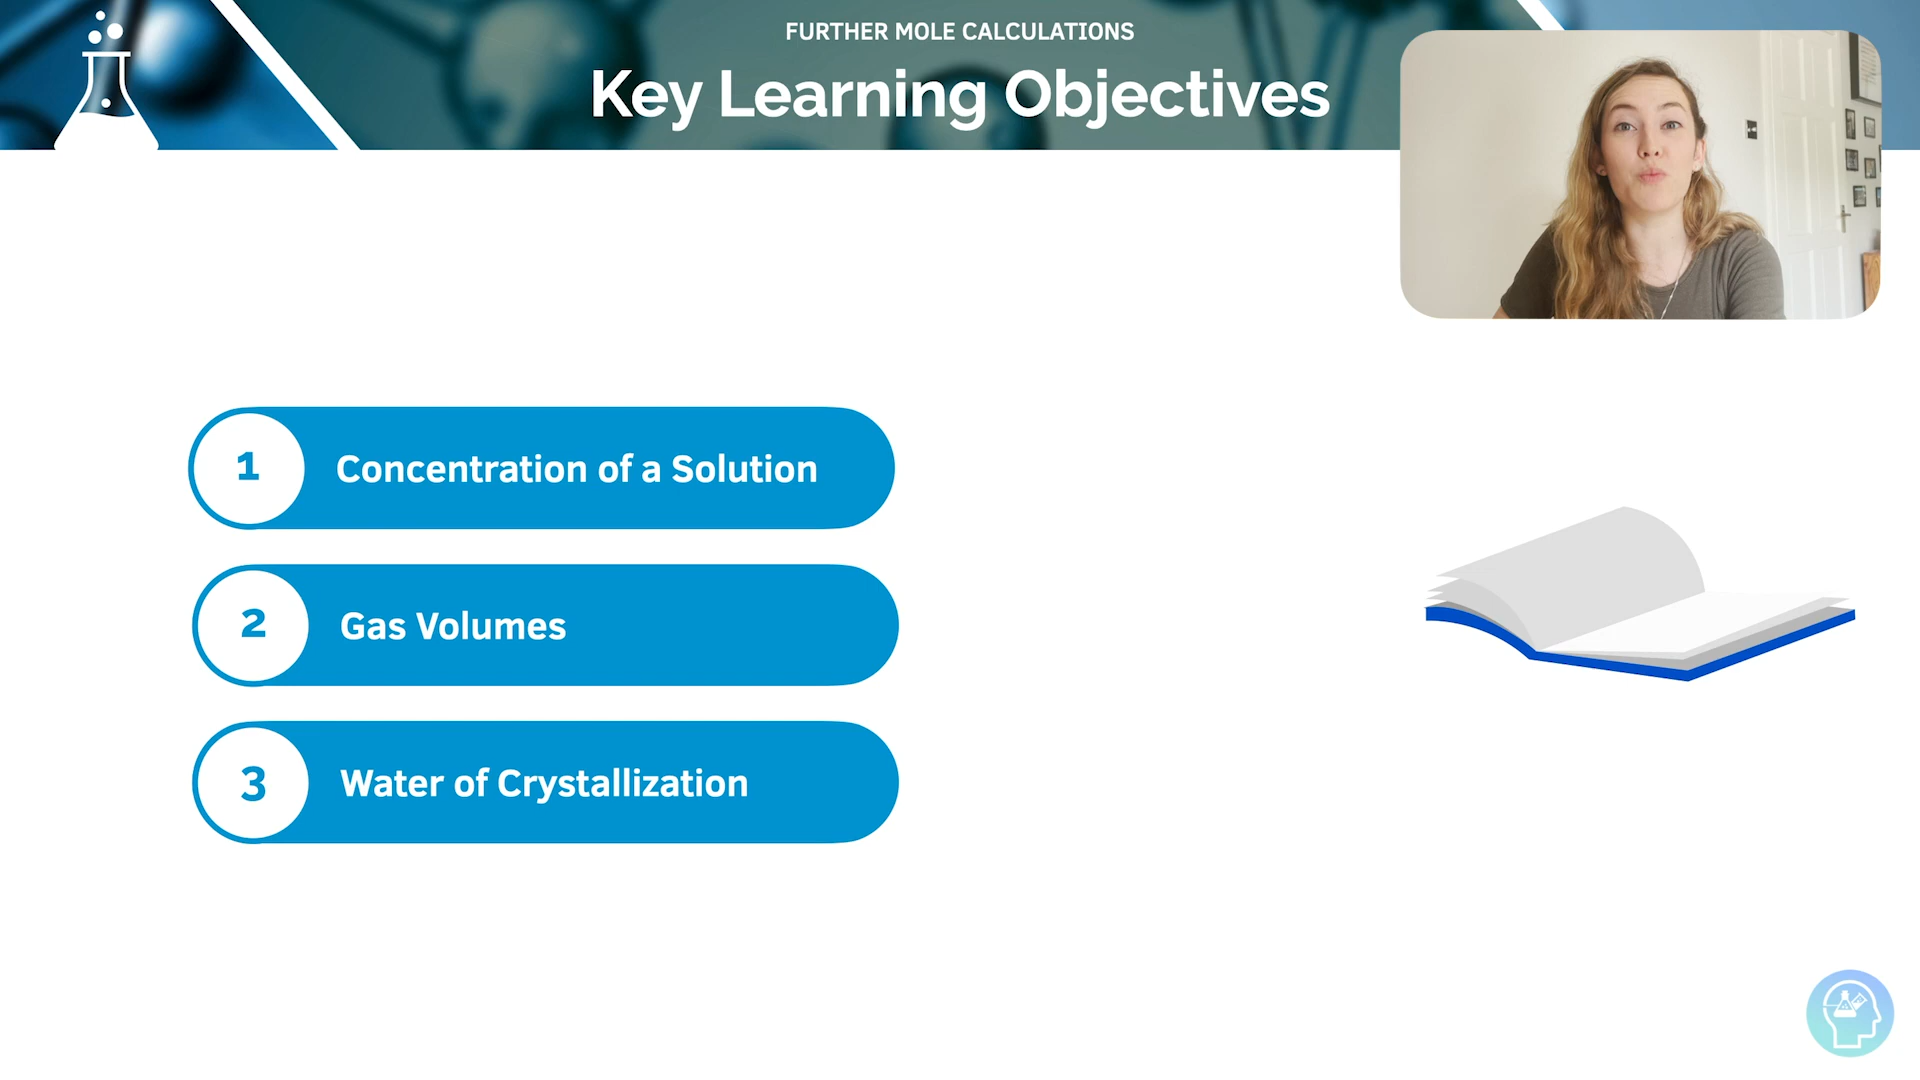 FURTHER MOLE CALCULATIONS
Key Learning Objectives
1 Concentration of a Solution
2 Gas Volumes
3 Water of Crystallization